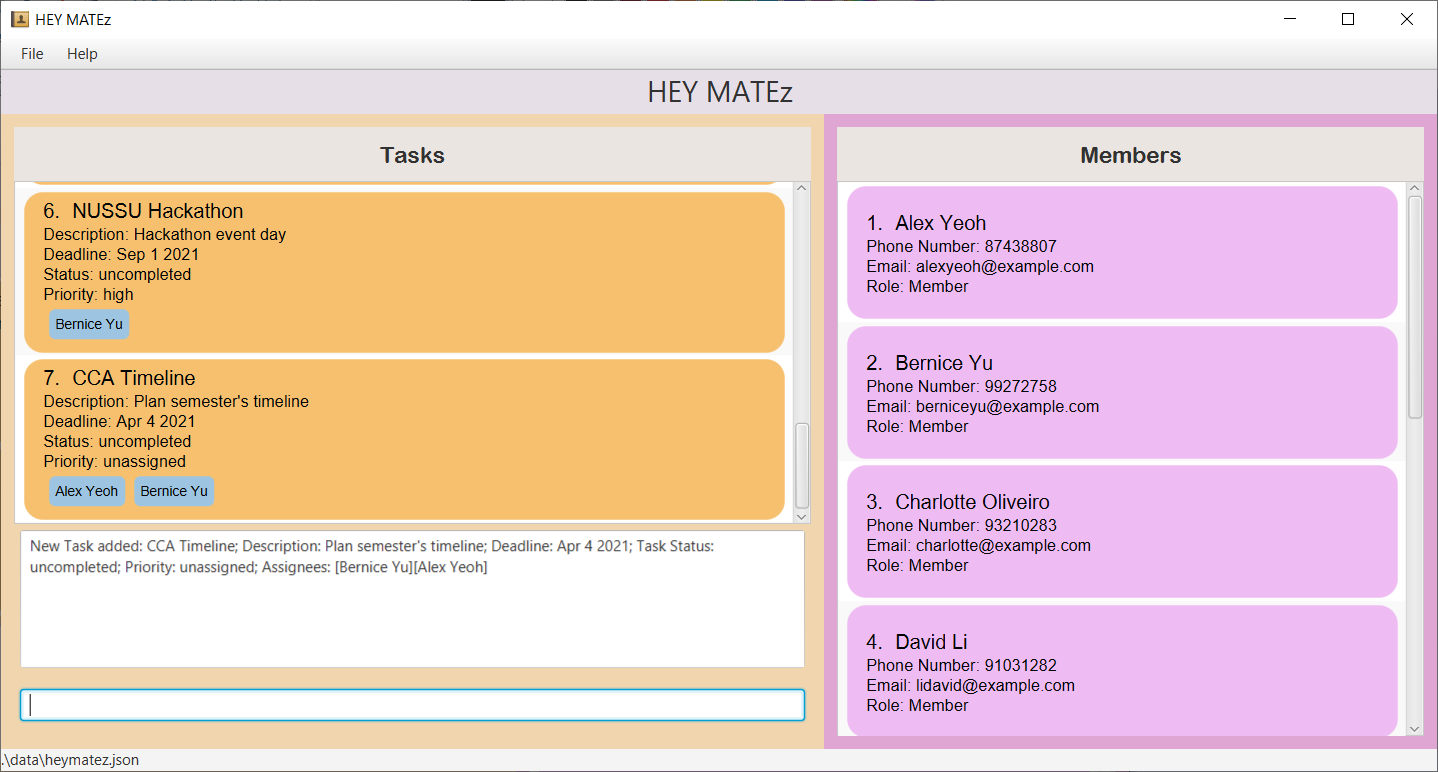 HEY MATEz
File Help
HEY MATEz
Tasks
6. NUSSU Hackathon
Description: Hackathon event day
Deadline: Sep 1 2021
Status: uncompleted
Priority: high
Bernice Yu
7. CCA Timeline
Description: Plan semester's timeline
Deadline: Apr 4 2021
Status: uncompleted
Priority: unassigned
Alex Yeoh Bernice Yu
New Task added: CCA Timeline; Description: Plan semester's timeline; Deadline: Apr 4 2021; Task Status:
uncompleted; Priority: unassigned; Assignees: [Bernice Yu][Alex Yeoh]
Members
1. Alex Yeoh
Phone Number: 87438807
Email: alexyeoh@example.com
Role: Member
2. Bernice Yu
Phone Number: 99272758
Email: berniceyu@example.com
Role: Member
3. Charlotte Oliveiro
Phone Number: 93210283
Email: charlotte@example.com
Role: Member
4. David Li
Phone Number: 91031282
Email: lidavid@example.com
Role: Member
.\data\heymatez.json